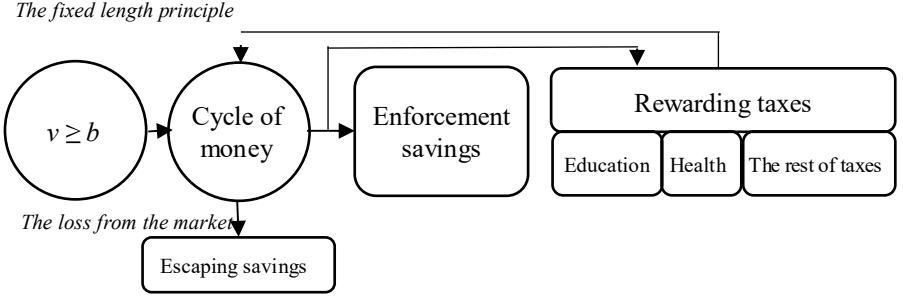 The fixed length principle
v ≥ b
Cycle of
money
Enforcement
savings
Rewarding taxes
Education
Health
The rest of taxes
The loss from the market
Escaping savings